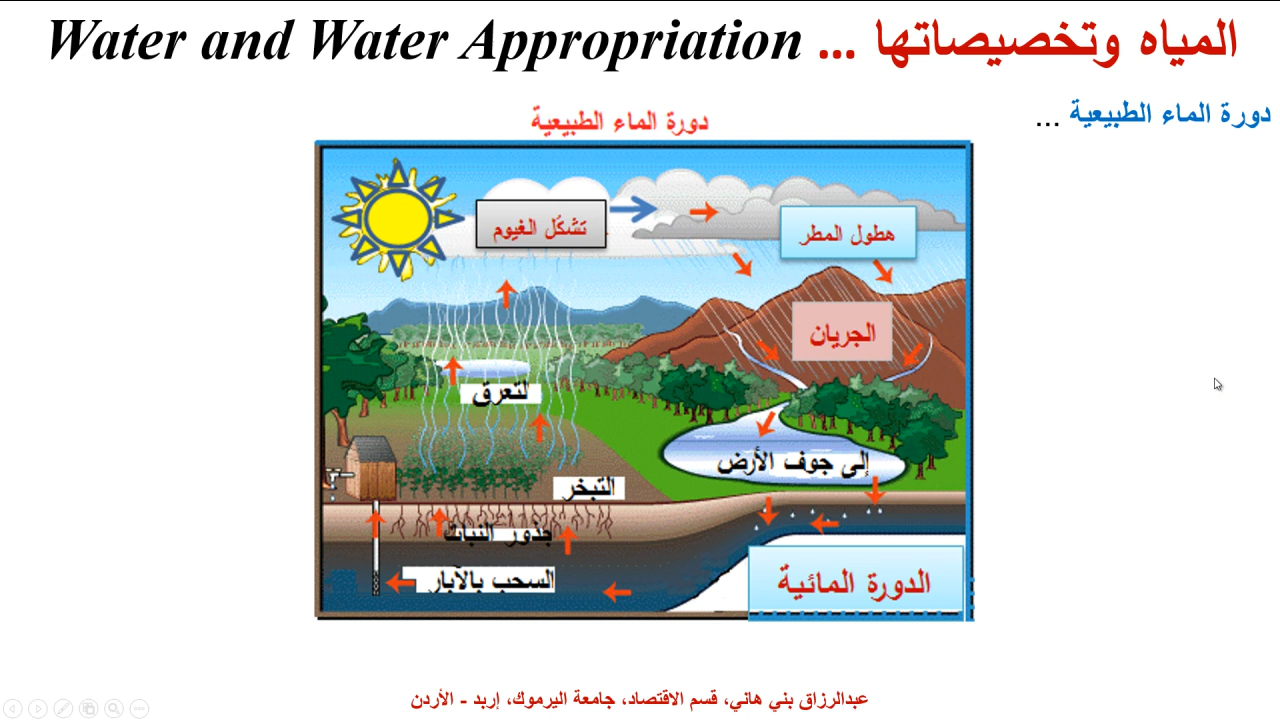 المياه وتخصيصاتها ... Water and Water Appropriation
دورة الماء الطبيعية ...
دورة الماء الطبيعية
تشكّل الغيوم
هطول المطر
الجريان
لتعرق
إلى جوف الأرض
التبخر
جذور النبات
السحب بالآبار
الدورة المائية
عبدالرزاق بني هاني، قسم الاقتصاد، جامعة اليرموك، إربد - الأردن